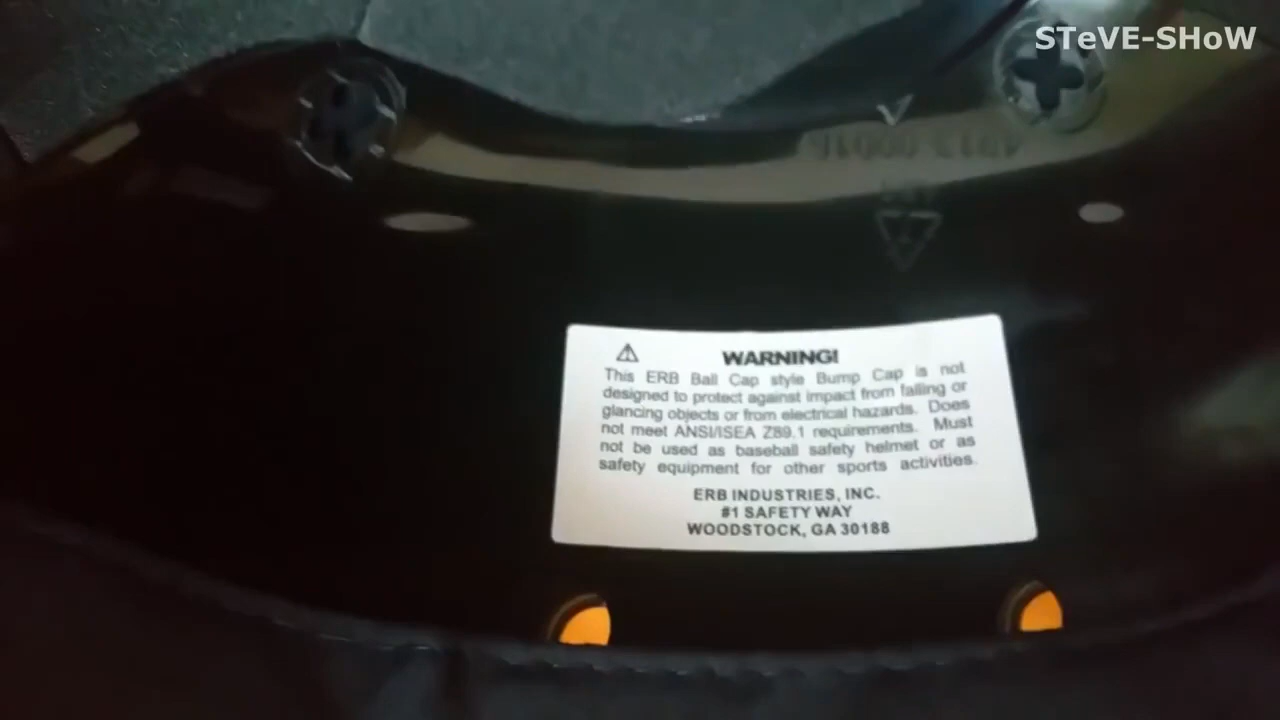 STeVE-SHoW
WARNING!
This ERB Ball Cap style Bump Cap is not
designed to protect against impact from falling or
glancing objects or from electrical hazards. Does
not meet ANSI/ISEA Z89.1 requirements. Must
not be used as baseball safety helmet or as
safety equipment for other sports activities.
ERB INDUSTRIES, INC.
#1 SAFETY WAY
WOODSTOCK, GA 30188